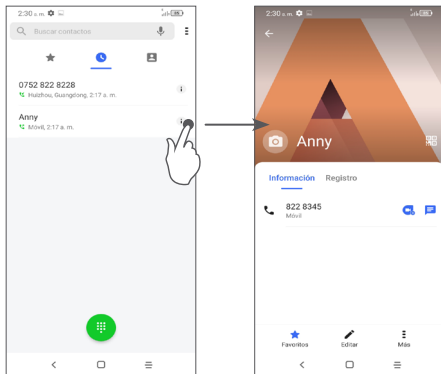 2:30 a. m.
Buscar contactos
0752 822 8228
Huizhou, Guangdong, 2:17 a. m.
Anny
Móvil, 2:17 a. m.
2:30 a. m.
Anny
Información Registro
822 8345
Móvil
Favoritos Editar Más